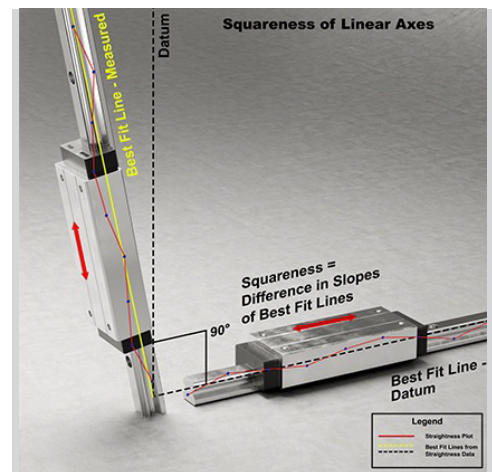 Squareness of Linear Axes
Datum
Best Fit Line - Measured
Squareness =
Difference in Slopes
of Best Fit Lines
90°
Best Fit Line -
Datum
Legend
Straightness Plot
Best Fit Lines from
Straightness Data